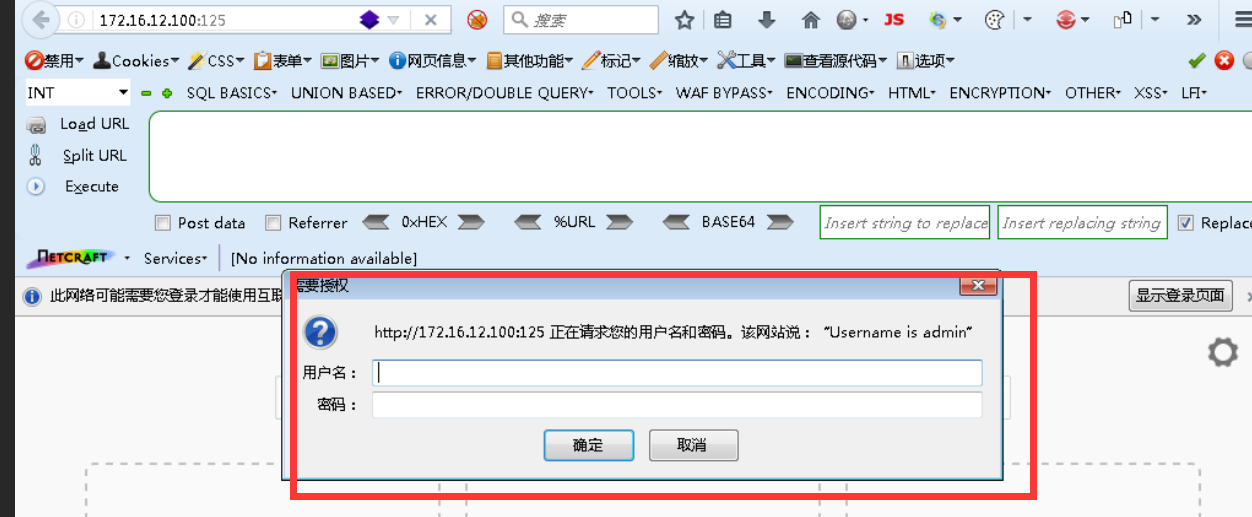 172.16.12.100:125 搜索 JS
禁用 Cookies CSS 表单 图片 网页信息 其他功能 标记 缩放 工具 查看源代码 选项
INT SQL BASICS UNION BASED ERROR/DOUBLE QUERY TOOLS WAF BYPASS ENCODING HTML ENCRYPTION OTHER XSS LFI
Load URL
Split URL
Execute
Post data Referrer 0xHEX %URL BASE64 Insert string to replace Insert replacing string Replace
NETCRAFT Services [No information available]
需要授权
此网络可能需要您登录才能使用互联 显示登录页面
http://172.16.12.100:125 正在请求您的用户名和密码。该网站说： “Username is admin”
用户名：
密码：
确定 取消